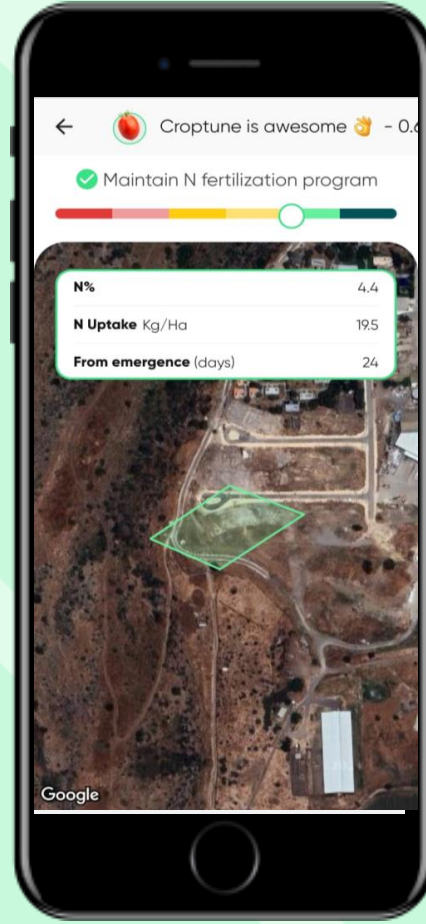 Croptune is awesome 👌 - 0.6
Maintain N fertilization program
N% 4.4
N Uptake Kg/Ha 19.5
From emergence (days) 24
Google